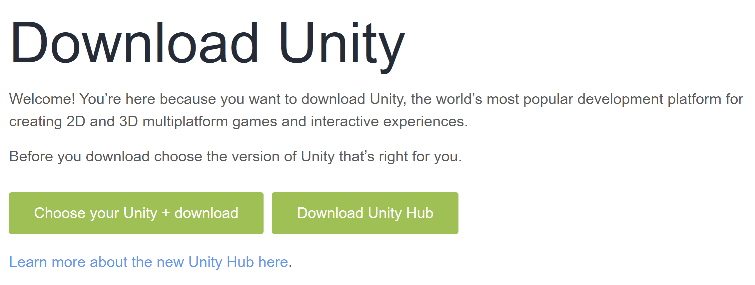 Download Unity
Welcome! You’re here because you want to download Unity, the world’s most popular development platform for
creating 2D and 3D multiplatform games and interactive experiences.
Before you download choose the version of Unity that’s right for you.
Choose your Unity + download
Download Unity Hub
Learn more about the new Unity Hub here.